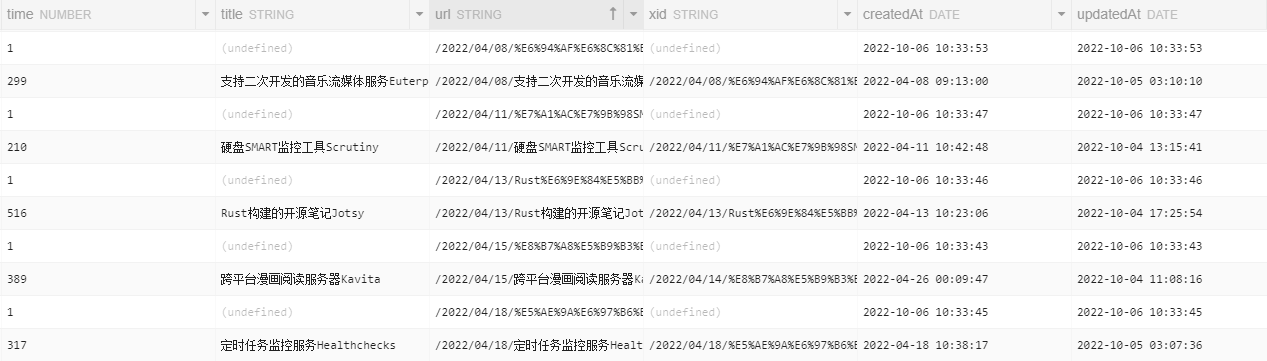 time NUMBER title STRING url STRING xid STRING createdAt DATE updatedAt DATE
1 (undefined) /2022/04/08/%E6%94%AF%E6%8C%81%E (undefined) 2022-10-06 10:33:53 2022-10-06 10:33:53
299 支持二次开发的音乐流媒体服务Euterp /2022/04/08/支持二次开发的音乐流媒 /2022/04/08/%E6%94%AF%E6%8C%81%E 2022-04-08 09:13:00 2022-10-05 03:10:10
1 (undefined) /2022/04/11/%E7%A1%AC%E7%9B%98SM (undefined) 2022-10-06 10:33:47 2022-10-06 10:33:47
210 硬盘SMART监控工具Scrutiny /2022/04/11/硬盘SMART监控工具Scru /2022/04/11/%E7%A1%AC%E7%9B%98SM 2022-04-11 10:42:48 2022-10-04 13:15:41
1 (undefined) /2022/04/13/Rust%E6%9E%84%E5%BB% (undefined) 2022-10-06 10:33:46 2022-10-06 10:33:46
516 Rust构建的开源笔记Jotsy /2022/04/13/Rust构建的开源笔记Jot /2022/04/13/Rust%E6%9E%84%E5%BB% 2022-04-13 10:23:06 2022-10-04 17:25:54
1 (undefined) /2022/04/15/%E8%B7%A8%E5%B9%B3%E (undefined) 2022-10-06 10:33:43 2022-10-06 10:33:43
389 跨平台漫画阅读服务器Kavita /2022/04/15/跨平台漫画阅读服务器Ka /2022/04/14/%E8%B7%A8%E5%B9%B3%E 2022-04-26 00:09:47 2022-10-04 11:08:16
1 (undefined) /2022/04/18/%E5%AE%9A%E6%97%B6%E (undefined) 2022-10-06 10:33:45 2022-10-06 10:33:45
317 定时任务监控服务Healthchecks /2022/04/18/定时任务监控服务Healt /2022/04/18/%E5%AE%9A%E6%97%B6%E 2022-04-18 10:38:17 2022-10-05 03:07:36